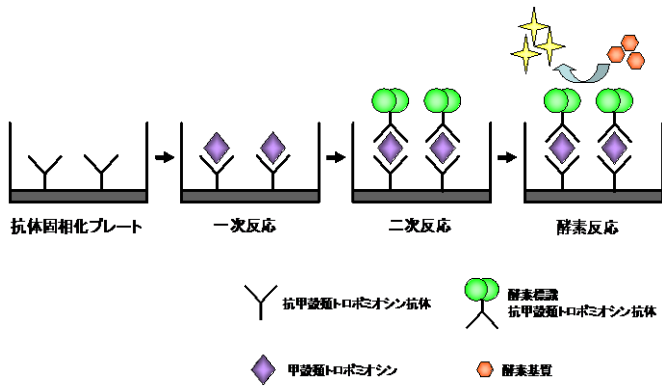 抗体固相化プレート
一次反応
二次反応
酵素反応
抗甲殻類トロポミオシン抗体
酵素標識
抗甲殻類トロポミオシン抗体
甲殻類トロポミオシン
酵素基質